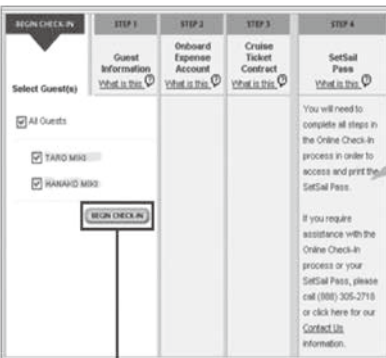 BEGIN CHECK-IN
STEP 1
STEP 2
STEP 3
STEP 4
Select Guest(s)
Guest
Information
What is this ?
Onboard
Expense
Account
What is this ?
Cruise
Ticket
Contract
What is this ?
SetSail
Pass
What is this ?
All Guests
TARO MIKI
HANAKO MIKI
BEGIN CHECK-IN
You will need to
complete all steps in
the Online Check-in
process in order to
access and print the
SetSail Pass.
If you require
assistance with the
Online Check-in
process or your
SetSail Pass, please
call (888) 305-2718
or click here for our
Contact Us
information.